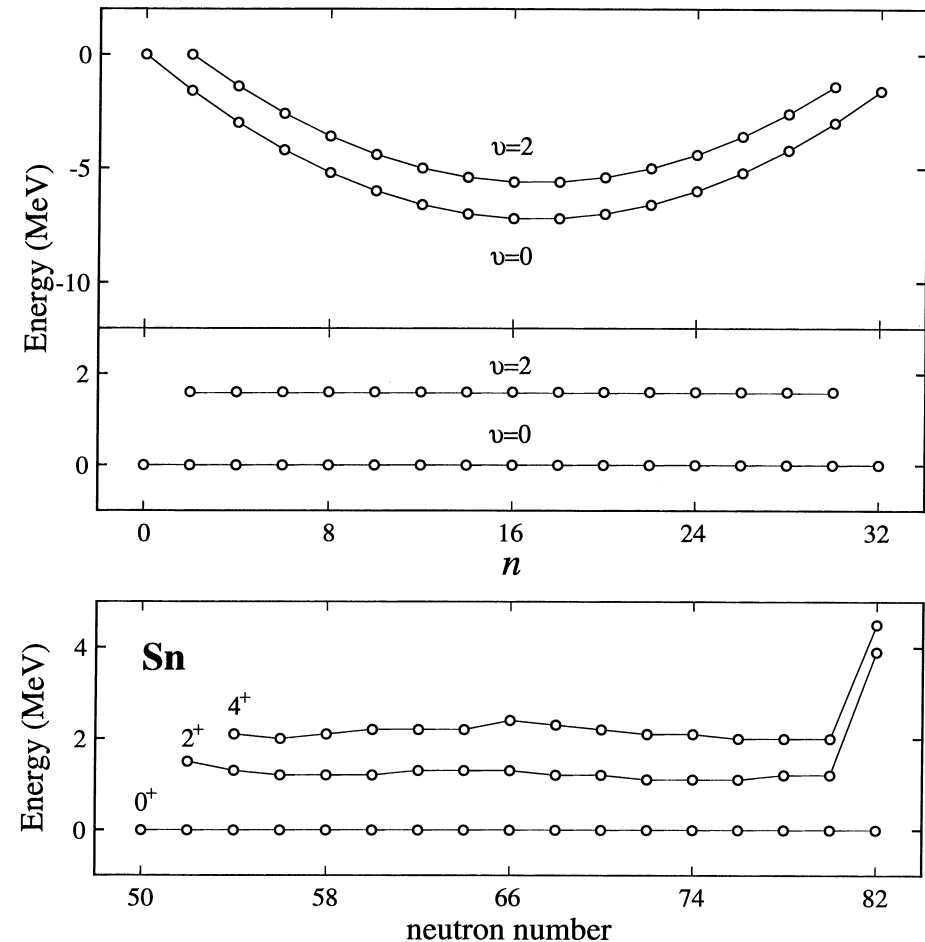 0
-5
-10
Energy (MeV)
υ=2
υ=0
2
0
υ=2
υ=0
0 8 16 24 32
n
Sn
4
2
0
Energy (MeV)
4+
2+
0+
50 58 66 74 82
neutron number